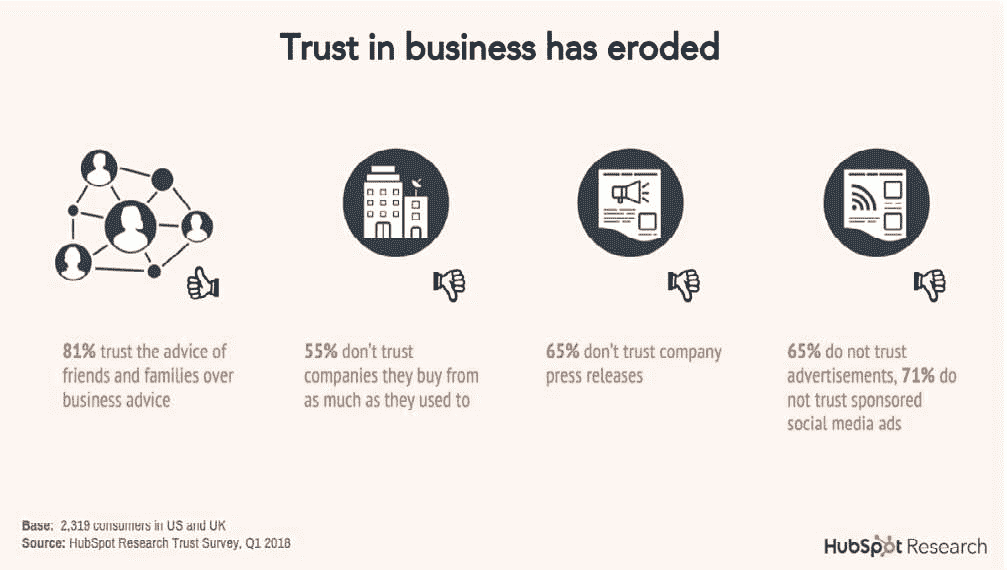 Trust in business has eroded
81% trust the advice of
friends and families over
business advice
55% don't trust
companies they buy from
as much as they used to
65% don't trust company
press releases
65% do not trust
advertisements, 71% do
not trust sponsored
social media ads
Base: 2,319 consumers in US and UK
Source: HubSpot Research Trust Survey, Q1 2018
HubSpot Research